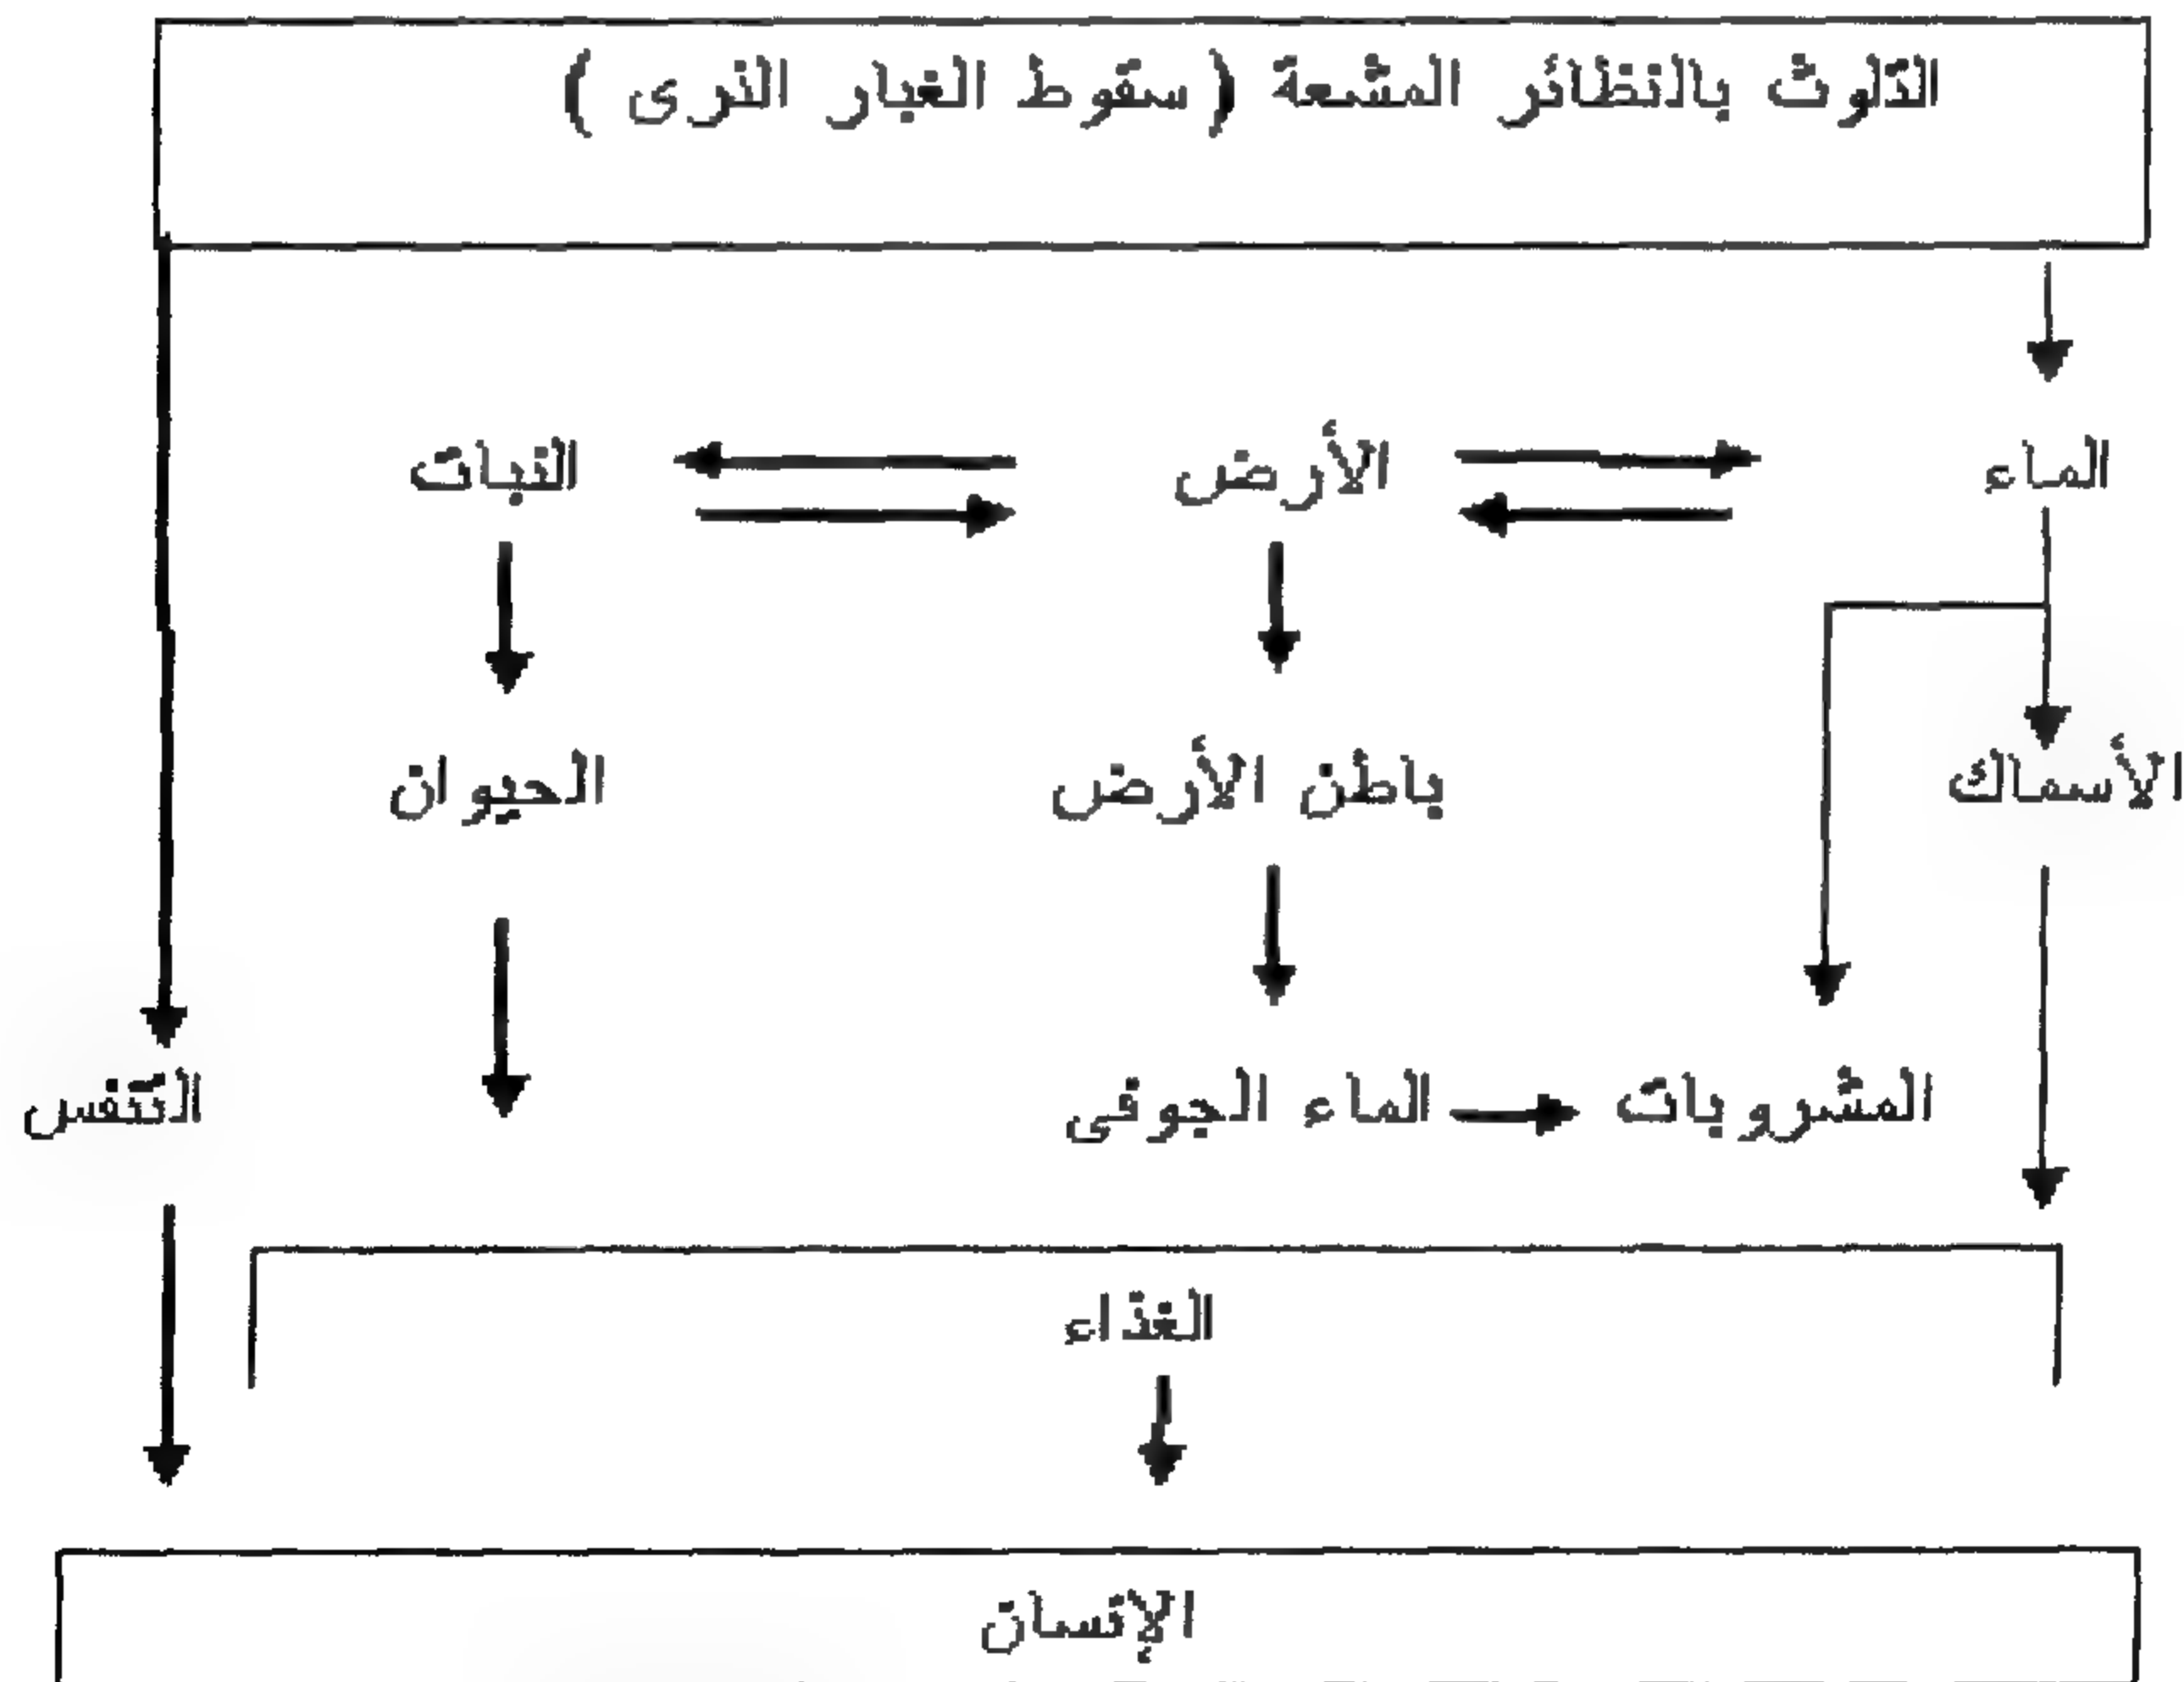 التلوث بالنظائر المشعة (سقوط الغبار الذرى)
الماء الأرض النبات
الأسماك باطن الأرض الحيوان
المشروبات الماء الجوفى التنفس
الغذاء
الإنسان